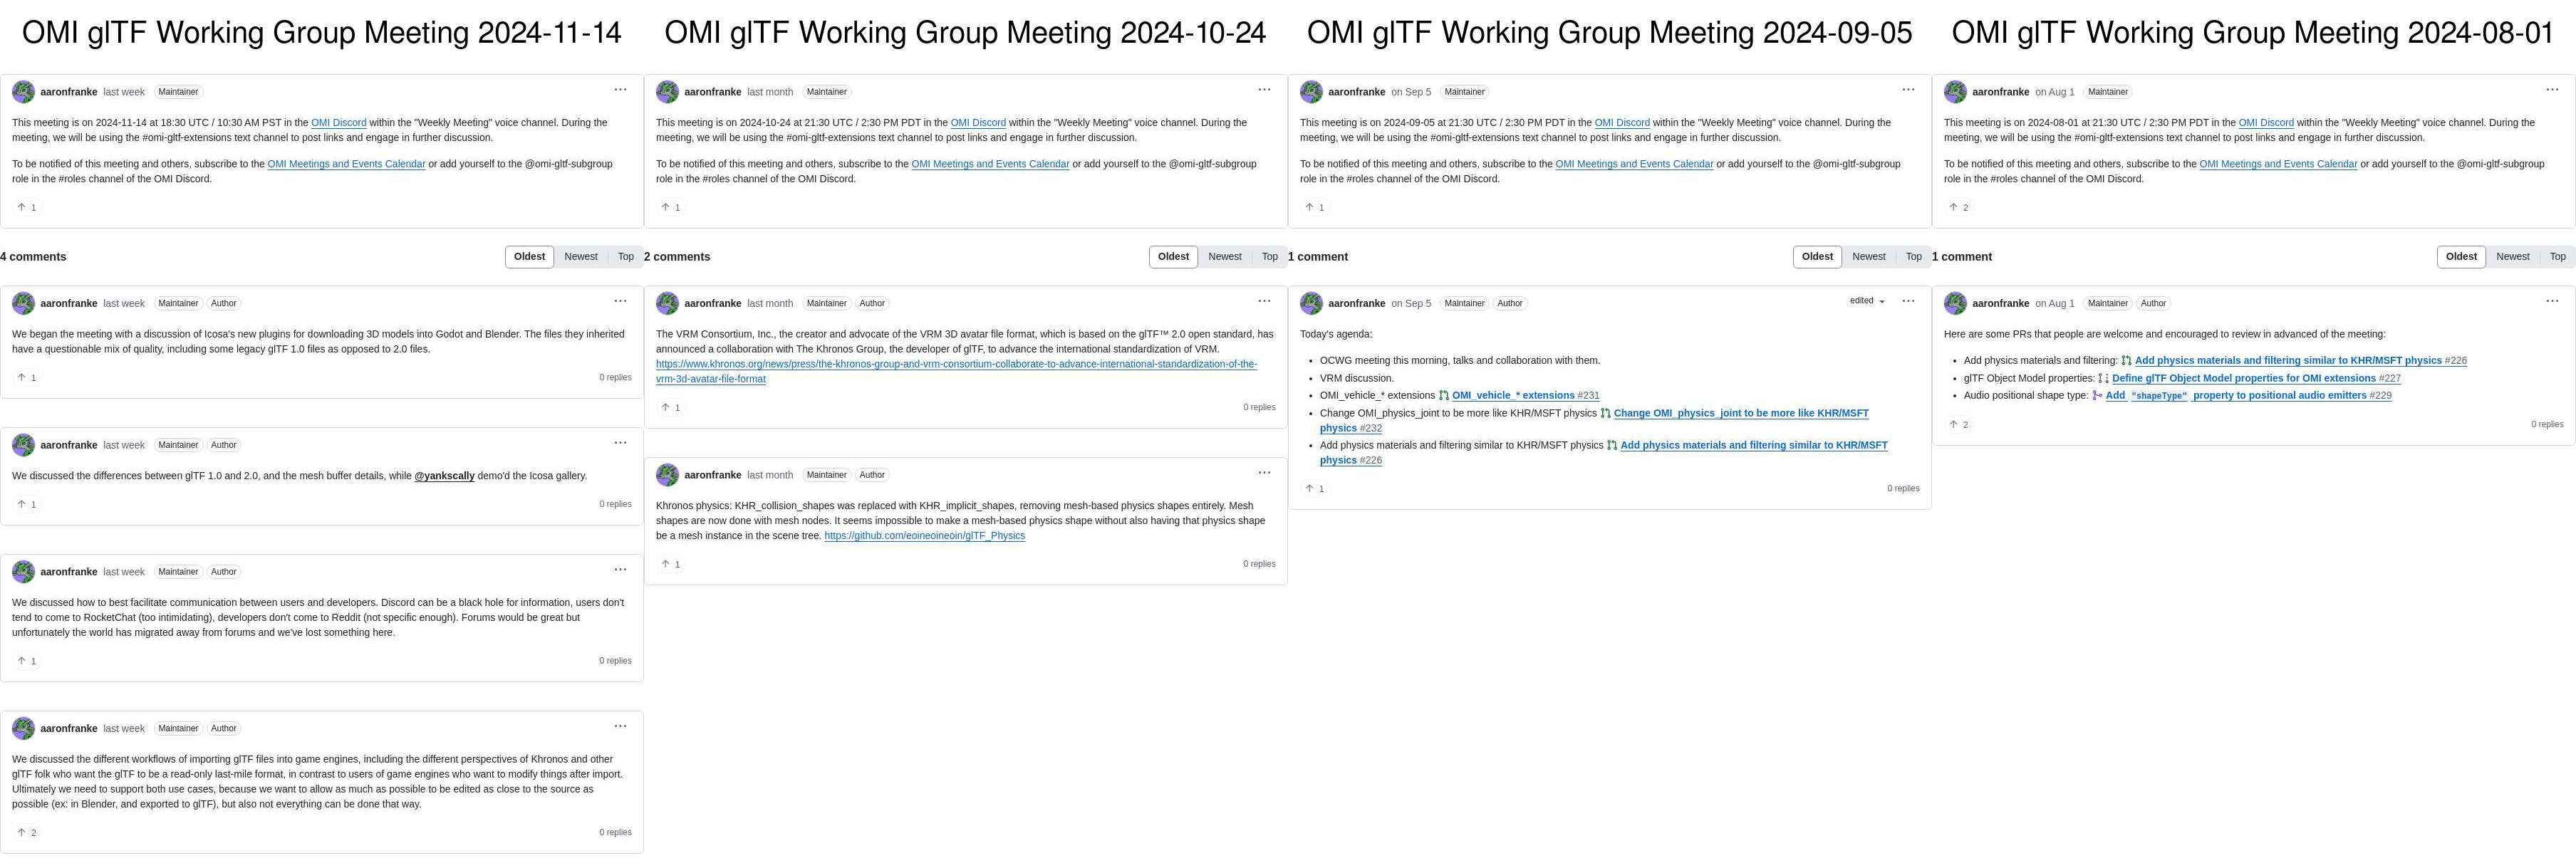 OMI glTF Working Group Meeting 2024-11-14
aaronfranke last week Maintainer
This meeting is on 2024-11-14 at 18:30 UTC / 10:30 AM PST in the OMI Discord within the "Weekly Meeting" voice channel. During the
meeting, we will be using the #omi-gltf-extensions text channel to post links and engage in further discussion.
To be notified of this meeting and others, subscribe to the OMI Meetings and Events Calendar or add yourself to the @omi-gltf-subgroup
role in the #roles channel of the OMI Discord.
1
4 comments
Oldest Newest Top
aaronfranke last week Maintainer Author
We began the meeting with a discussion of Icosa's new plugins for downloading 3D models into Godot and Blender. The files they inherited
have a questionable mix of quality, including some legacy glTF 1.0 files as opposed to 2.0 files.
1 0 replies
aaronfranke last week Maintainer Author
We discussed the differences between glTF 1.0 and 2.0, and the mesh buffer details, while @yankscally demo'd the Icosa gallery.
1 0 replies
aaronfranke last week Maintainer Author
We discussed how to best facilitate communication between users and developers. Discord can be a black hole for information, users don't
tend to come to RocketChat (too intimidating), developers don't come to Reddit (not specific enough). Forums would be great but
unfortunately the world has migrated away from forums and we've lost something here.
1 0 replies
aaronfranke last week Maintainer Author
We discussed the different workflows of importing glTF files into game engines, including the different perspectives of Khronos and other
glTF folk who want the glTF to be a read-only last-mile format, in contrast to users of game engines who want to modify things after import.
Ultimately we need to support both use cases, because we want to allow as much as possible to be edited as close to the source as
possible (ex: in Blender, and exported to glTF), but also not everything can be done that way.
2 0 replies
OMI glTF Working Group Meeting 2024-10-24
aaronfranke last month Maintainer
This meeting is on 2024-10-24 at 21:30 UTC / 2:30 PM PDT in the OMI Discord within the "Weekly Meeting" voice channel. During the
meeting, we will be using the #omi-gltf-extensions text channel to post links and engage in further discussion.
To be notified of this meeting and others, subscribe to the OMI Meetings and Events Calendar or add yourself to the @omi-gltf-subgroup
role in the #roles channel of the OMI Discord.
1
2 comments
Oldest Newest Top
aaronfranke last month Maintainer Author
The VRM Consortium, Inc., the creator and advocate of the VRM 3D avatar file format, which is based on the glTF™ 2.0 open standard, has
announced a collaboration with The Khronos Group, the developer of glTF, to advance the international standardization of VRM.
https://www.khronos.org/news/press/the-khronos-group-and-vrm-consortium-collaborate-to-advance-international-standardization-of-the-
vrm-3d-avatar-file-format
1 0 replies
aaronfranke last month Maintainer Author
Khronos physics: KHR_collision_shapes was replaced with KHR_implicit_shapes, removing mesh-based physics shapes entirely. Mesh
shapes are now done with mesh nodes. It seems impossible to make a mesh-based physics shape without also having that physics shape
be a mesh instance in the scene tree. https://github.com/eoineoineoin/glTF_Physics
1 0 replies
OMI glTF Working Group Meeting 2024-09-05
aaronfranke on Sep 5 Maintainer
This meeting is on 2024-09-05 at 21:30 UTC / 2:30 PM PDT in the OMI Discord within the "Weekly Meeting" voice channel. During the
meeting, we will be using the #omi-gltf-extensions text channel to post links and engage in further discussion.
To be notified of this meeting and others, subscribe to the OMI Meetings and Events Calendar or add yourself to the @omi-gltf-subgroup
role in the #roles channel of the OMI Discord.
1
1 comment
Oldest Newest Top
aaronfranke on Sep 5 Maintainer Author edited
Today's agenda:
• OCWG meeting this morning, talks and collaboration with them.
• VRM discussion.
• OMI_vehicle_* extensions OMI_vehicle_* extensions #231
• Change OMI_physics_joint to be more like KHR/MSFT physics Change OMI_physics_joint to be more like KHR/MSFT
physics #232
• Add physics materials and filtering similar to KHR/MSFT physics Add physics materials and filtering similar to KHR/MSFT
physics #226
1 0 replies
OMI glTF Working Group Meeting 2024-08-01
aaronfranke on Aug 1 Maintainer
This meeting is on 2024-08-01 at 21:30 UTC / 2:30 PM PDT in the OMI Discord within the "Weekly Meeting" voice channel. During the
meeting, we will be using the #omi-gltf-extensions text channel to post links and engage in further discussion.
To be notified of this meeting and others, subscribe to the OMI Meetings and Events Calendar or add yourself to the @omi-gltf-subgroup
role in the #roles channel of the OMI Discord.
2
1 comment
Oldest Newest Top
aaronfranke on Aug 1 Maintainer Author
Here are some PRs that people are welcome and encouraged to review in advanced of the meeting:
• Add physics materials and filtering: Add physics materials and filtering similar to KHR/MSFT physics #226
• glTF Object Model properties: Define glTF Object Model properties for OMI extensions #227
• Audio positional shape type: Add "shapeType" property to positional audio emitters #229
2 0 replies